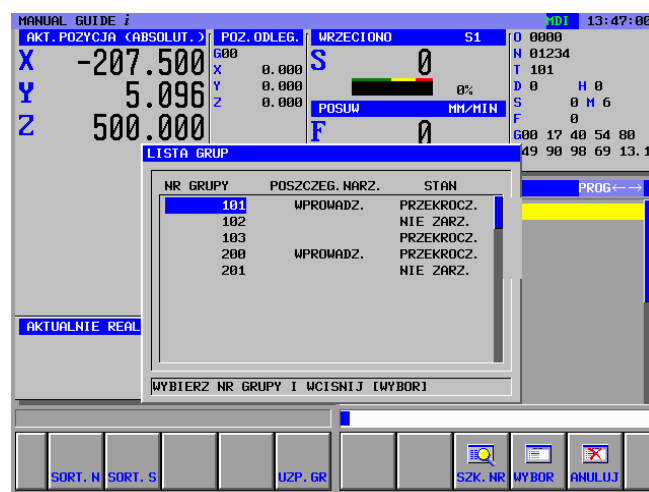 MANUAL GUIDE i MDI 13:47:00
AKT.POZYCJA (ABSOLUT.) POZ.ODLEG. WRZECIONO S1 O 0000
X -207.500 G00 S 0 N 01234
X 0.000 T 101
Y 5.096 Y 0.000 0% D 0 H 0
Z 0.000 POSUW MM/MIN S 0 M 6
Z 500.000 F 0 F 0
G00 17 40 54 80
49 90 98 69 13.1
LISTA GRUP
PROG←→
NR GRUPY POSZCZEG.NARZ. STAN
101 WPROWADZ. PRZEKROCZ.
102 NIE ZARZ.
103 PRZEKROCZ.
200 WPROWADZ. PRZEKROCZ.
201 NIE ZARZ.
AKTUALNIE REAL
WYBIERZ NR GRUPY I WCISNIJ [WYBOR]
SORT.N SORT.S UZP.GR SZK.NR WYBOR ANULUJ